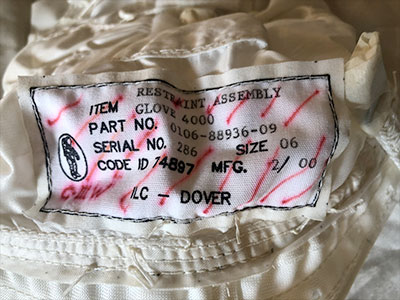 RESTRAINT ASSEMBLY
ITEM GLOVE 4000
PART NO. 0106-88936-09
SERIAL NO. 286 SIZE 06
CODE ID 74897 MFG. 2/ 00
ILC - DOVER